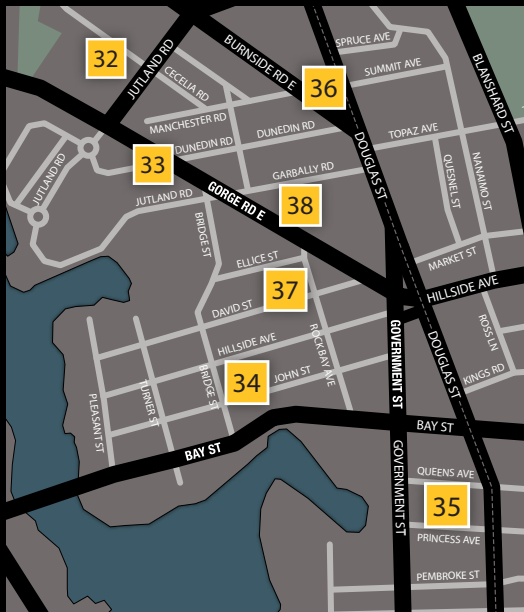 SPRUCE AVE
BURNSIDE RD E
32
JUTLAND RD
SUMMIT AVE
BLANSHARD ST
CECELIA RD
36
MANCHESTER RD
DUNEDIN RD
TOPAZ AVE
DUNEDIN RD
DOUGLAS ST
33
JUTLAND RD
GARBALLY RD
QUESNEL ST
NANAIMO ST
JUTLAND RD
GORGE RD E
38
BRIDGE ST
ELLICE ST
MARKET ST
37
HILLSIDE AVE
DAVID ST
HILLSIDE AVE
ROCK BAY AVE
GOVERNMENT ST
DOUGLAS ST
ROSS LN
34
JOHN ST
KINGS RD
PLEASANT ST
TURNER ST
BRIDGE ST
BAY ST
BAY ST
GOVERNMENT ST
QUEENS AVE
35
PRINCESS AVE
PEMBROKE ST